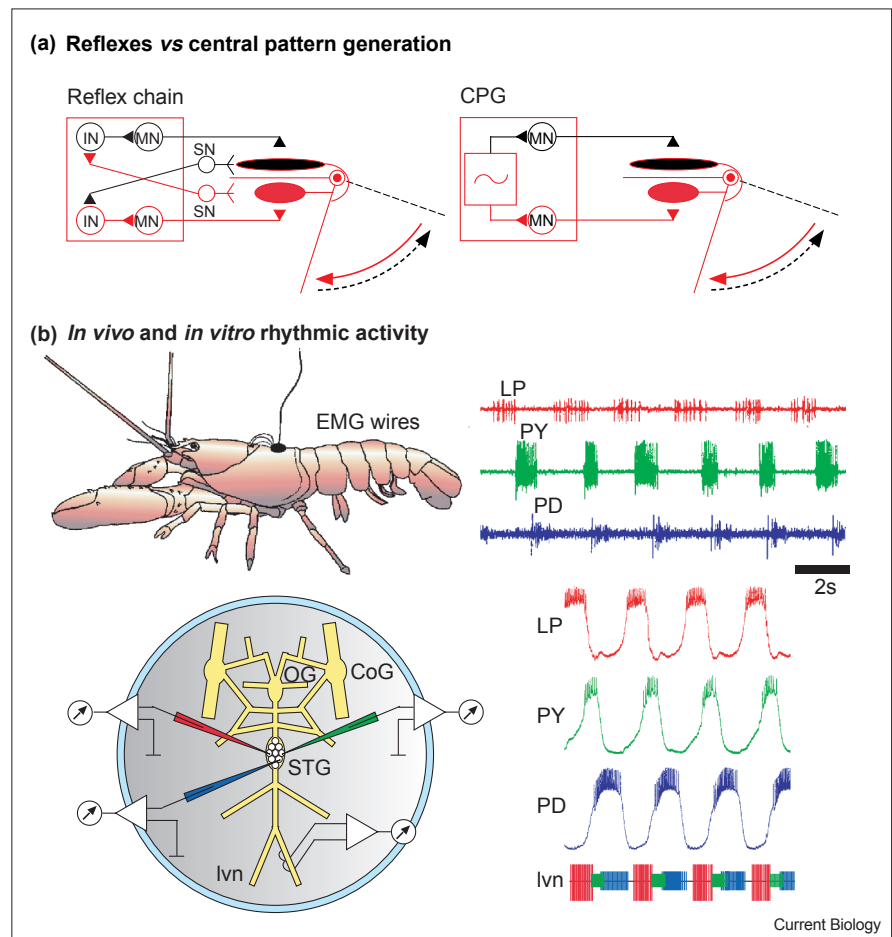 (a) Reflexes vs central pattern generation
Reflex chain
CPG
IN
MN
SN
MN
IN
MN
SN
MN
(b) In vivo and in vitro rhythmic activity
EMG wires
LP
PY
PD
2s
OG
CoG
STG
lvn
LP
PY
PD
lvn
Current Biology